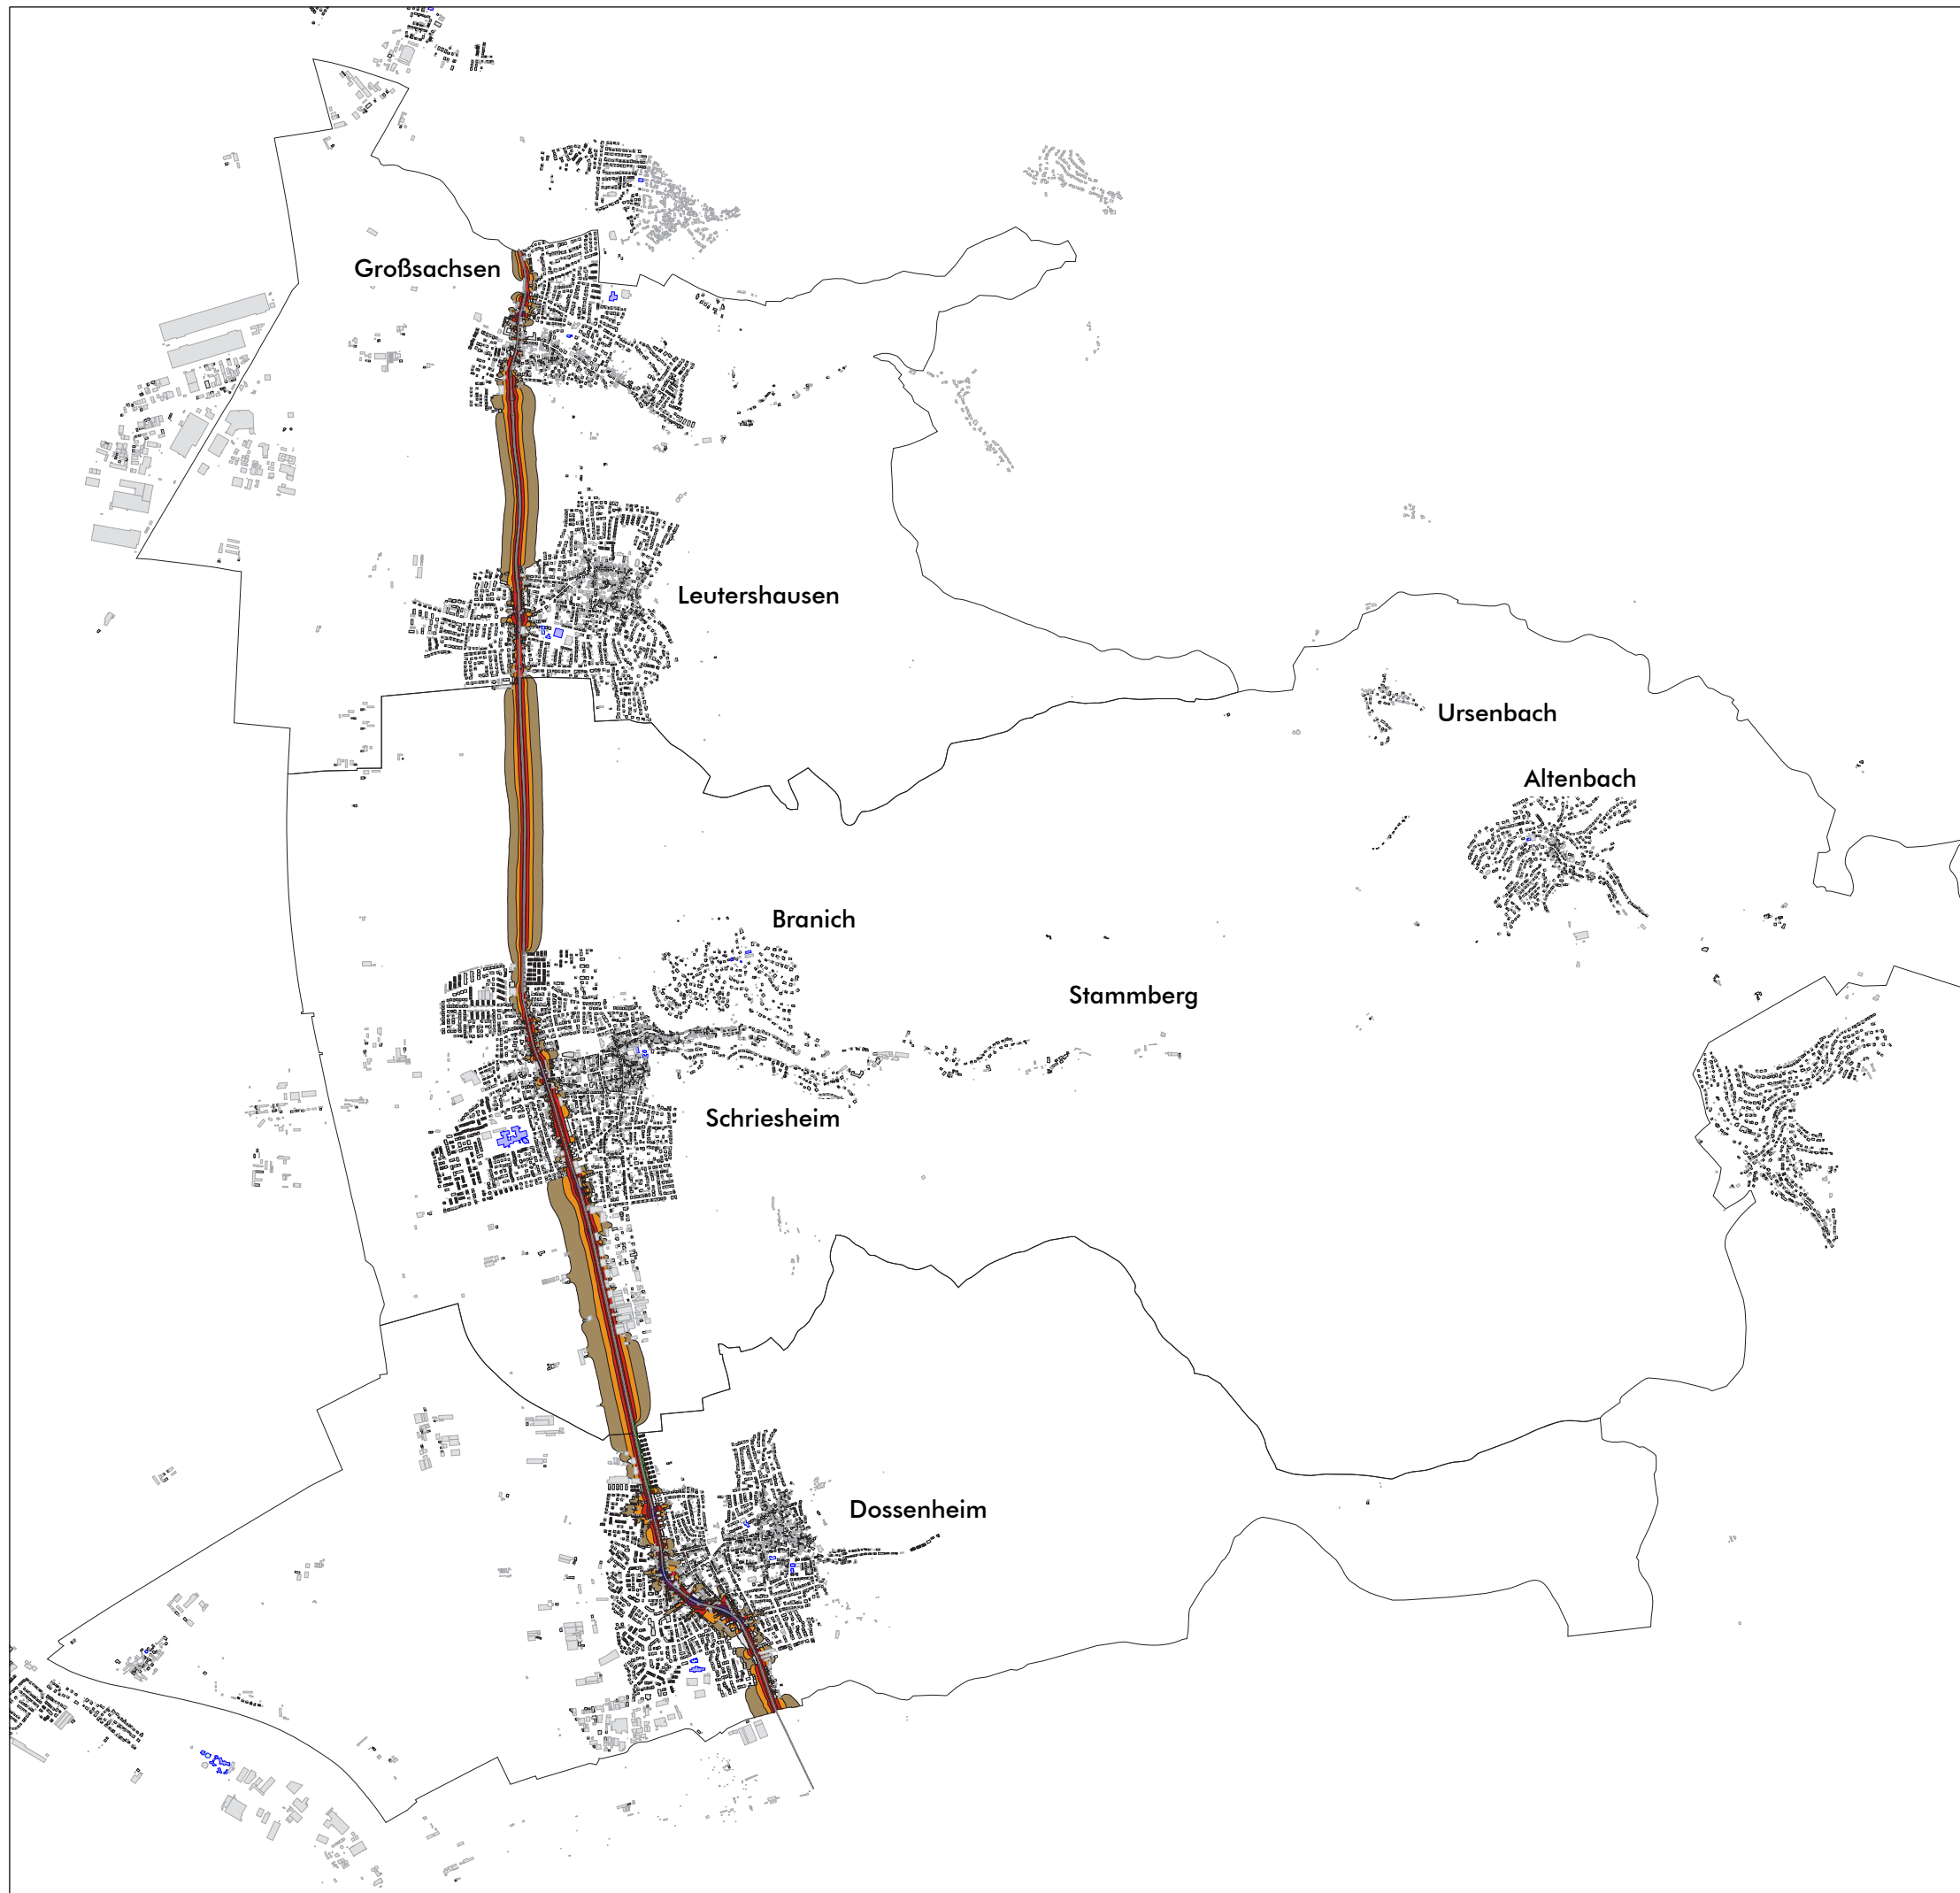 Großsachsen
Leutershausen
Ursenbach
Altenbach
Branich
Stammberg
Schriesheim
Dossenheim